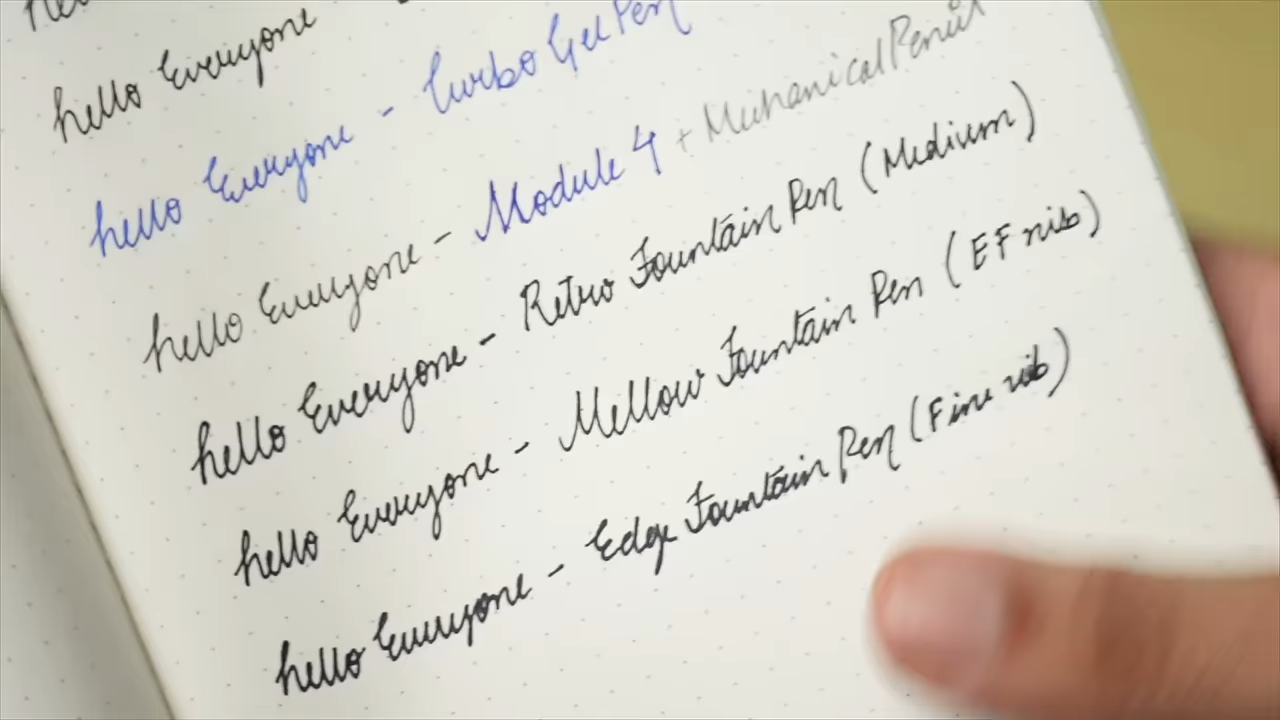 hello Everyone
hello Everyone - Turbo Gel Pen
hello Everyone - Module 4 + Mechanical Pencil
hello Everyone - Retro Fountain Pen (Medium)
hello Everyone - Mellow Fountain Pen (EF nib)
hello Everyone - Edge Fountain Pen (Fine nib)